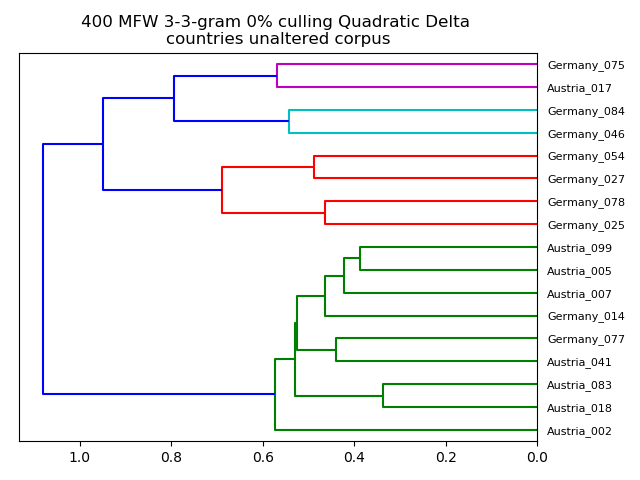 400 MFW 3-3-gram 0% culling Quadratic Delta
countries unaltered corpus
Germany_075
Austria_017
Germany_084
Germany_046
Germany_054
Germany_027
Germany_078
Germany_025
Austria_099
Austria_005
Austria_007
Germany_014
Germany_077
Austria_041
Austria_083
Austria_018
Austria_002
1.0 0.8 0.6 0.4 0.2 0.0